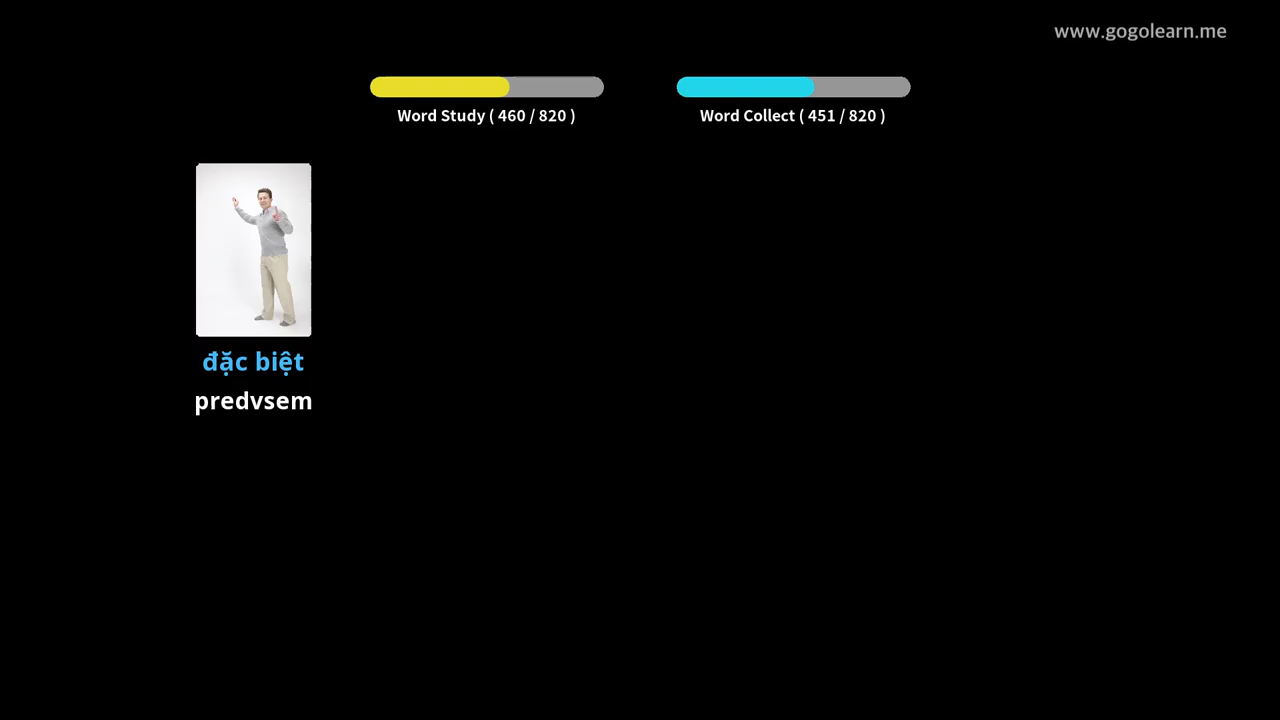 www.gogolearn.me
Word Study ( 460 / 820 )
Word Collect ( 451 / 820 )
đặc biệt
predvsem